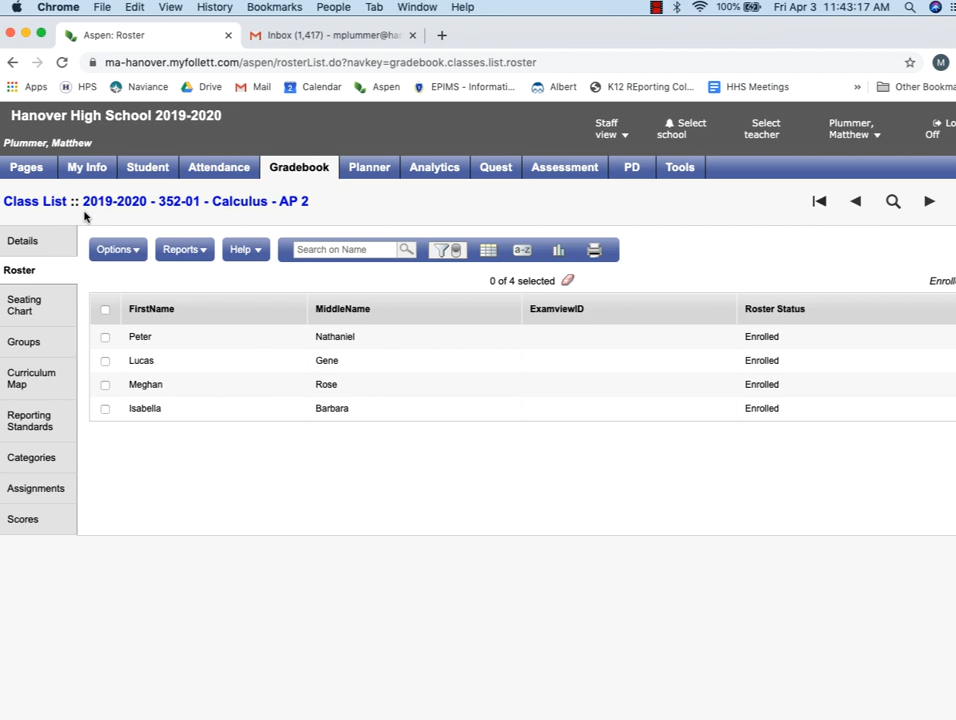 Chrome File Edit View History Bookmarks People Tab Window Help 100% Fri Apr 3 11:43:17 AM
Aspen: Roster Inbox (1,417) - mplummer@ha
ma-hanover.myfollett.com/aspen/rosterList.do?navkey=gradebook.classes.list.roster M
Apps HPS Naviance Drive Mail Calendar Aspen EPIMS - Informati... Albert K12 REporting Col... HHS Meetings » Other Bookma
Hanover High School 2019-2020
Plummer, Matthew
Staff view Select school Select teacher Plummer, Matthew Lo Off
Pages My Info Student Attendance Gradebook Planner Analytics Quest Assessment PD Tools
Class List :: 2019-2020 - 352-01 - Calculus - AP 2
Details
Roster
Seating Chart
Groups
Curriculum Map
Reporting Standards
Categories
Assignments
Scores
Options Reports Help Search on Name a-z
0 of 4 selected Enroll
FirstName MiddleName ExamviewID Roster Status
Peter Nathaniel Enrolled
Lucas Gene Enrolled
Meghan Rose Enrolled
Isabella Barbara Enrolled